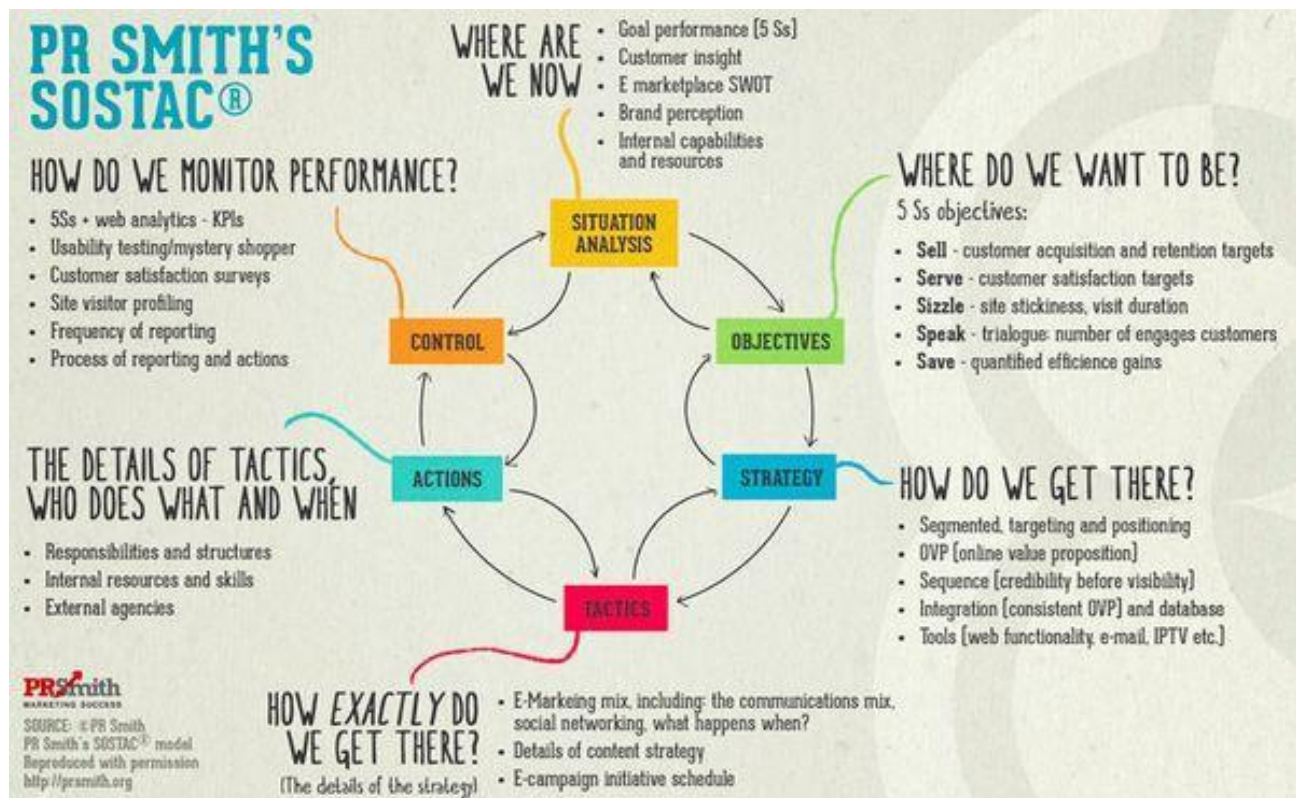 PR SMITH'S
SOSTAC®
WHERE ARE
WE NOW
• Goal performance [5 Ss]
• Customer insight
• E marketplace SWOT
• Brand perception
• Internal capabilities
and resources
HOW DO WE MONITOR PERFORMANCE?
• 5Ss + web analytics - KPIs
• Usability testing/mystery shopper
• Customer satisfaction surveys
• Site visitor profiling
• Frequency of reporting
• Process of reporting and actions
WHERE DO WE WANT TO BE?
5 Ss objectives:
• Sell - customer acquisition and retention targets
• Serve - customer satisfaction targets
• Sizzle - site stickiness, visit duration
• Speak - trialogue: number of engages customers
• Save - quantified efficience gains
SITUATION
ANALYSIS
CONTROL
OBJECTIVES
ACTIONS
STRATEGY
TACTICS
THE DETAILS OF TACTICS,
WHO DOES WHAT AND WHEN
• Responsibilities and structures
• Internal resources and skills
• External agencies
HOW DO WE GET THERE?
• Segmented, targeting and positioning
• OVP [online value proposition]
• Sequence [credibility before visibility]
• Integration [consistent OVP] and database
• Tools [web functionality, e-mail, IPTV etc.]
HOW EXACTLY DO
WE GET THERE?
(The details of the strategy)
• E-Markeing mix, including: the communications mix,
social networking, what happens when?
• Details of content strategy
• E-campaign initiative schedule
PRSmith
MARKETING SUCCESS
SOURCE: ©PR Smith
PR Smith's SOSTAC® model
Reproduced with permission
http://prsmith.org